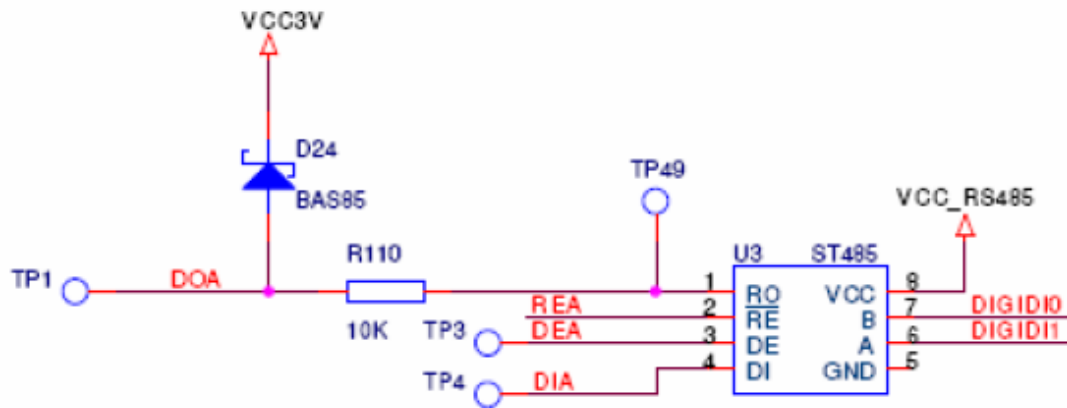 VCC3V
D24
BAS85
TP49
VCC_RS485
R110
U3 ST485
TP1 DOA
10K
1 RO VCC 8
REA 2 RE B 7 DIGIDI0
TP3 DEA 3 DE A 6 DIGIDI1
TP4 DIA 4 DI GND 5